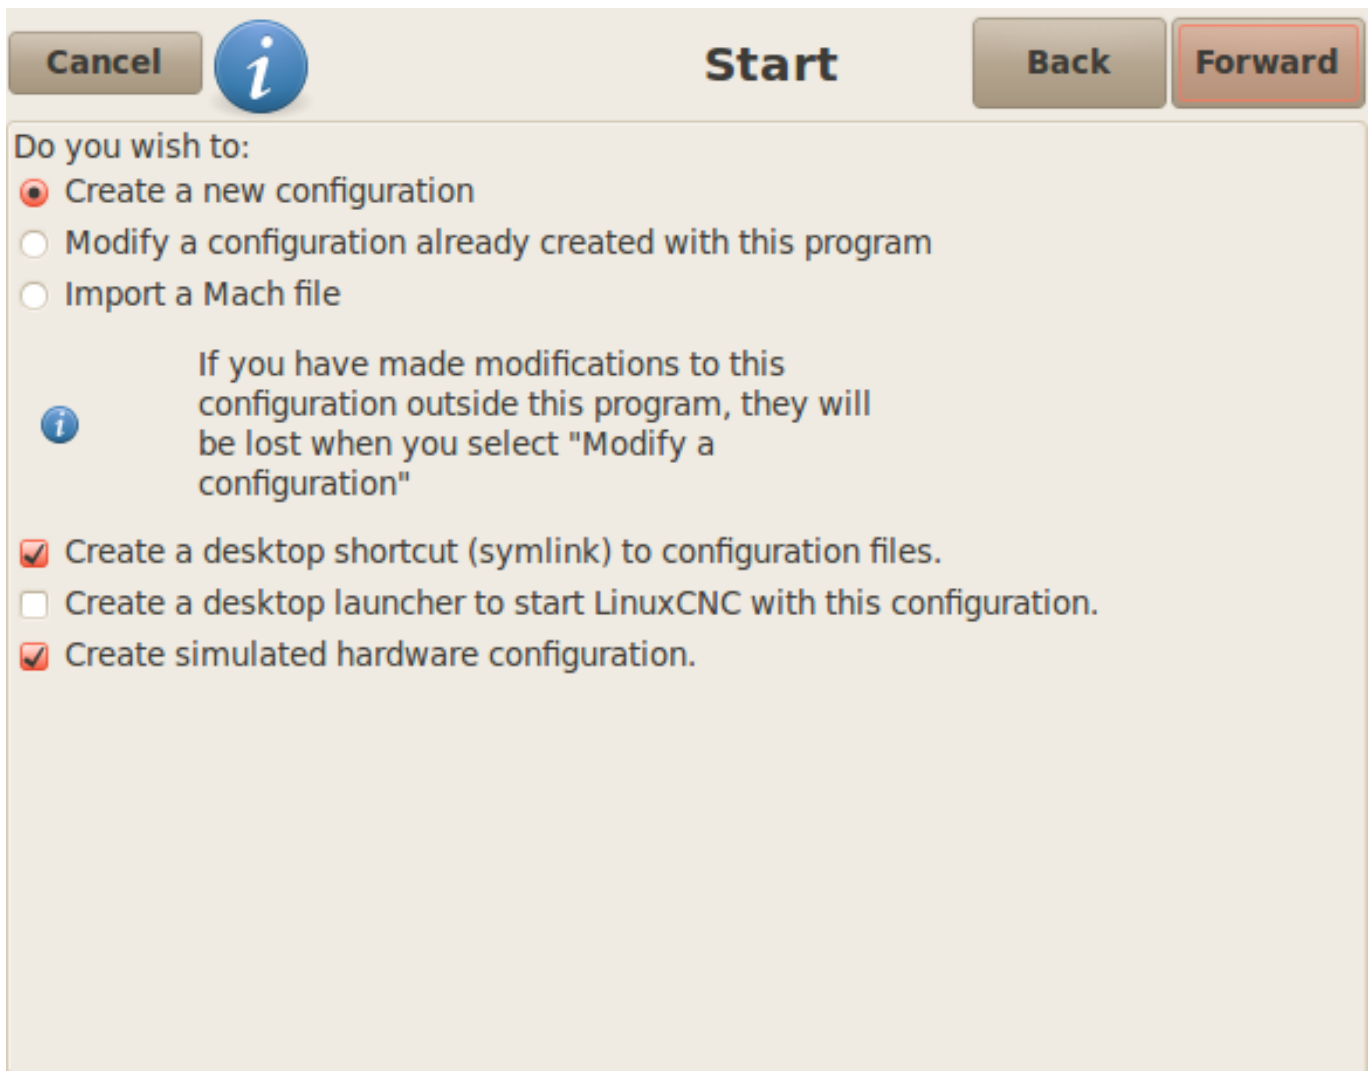 Cancel
i
Start
Back
Forward
Do you wish to:
Create a new configuration
Modify a configuration already created with this program
Import a Mach file
If you have made modifications to this
configuration outside this program, they will
be lost when you select "Modify a
configuration"
i
Create a desktop shortcut (symlink) to configuration files.
Create a desktop launcher to start LinuxCNC with this configuration.
Create simulated hardware configuration.